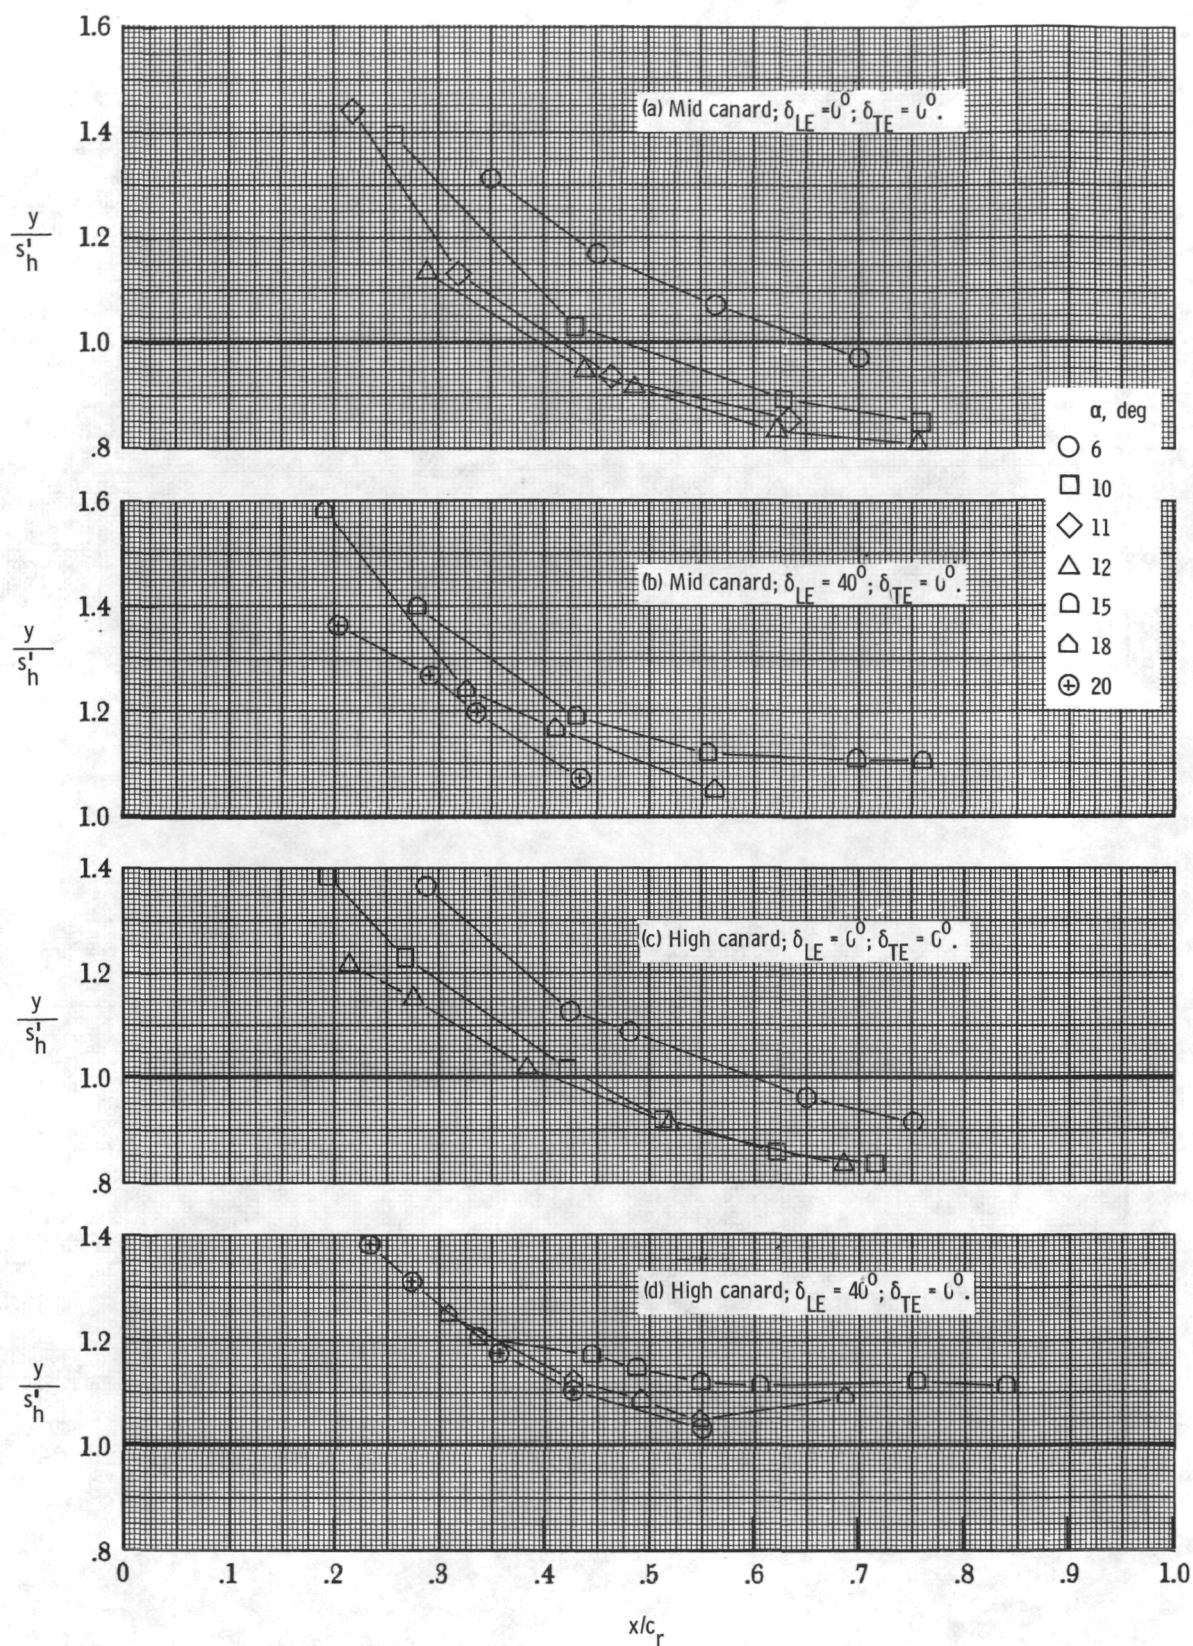 1.6
(a) Mid canard; δLE = 0°; δTE = 0°.
1.4
y
s'h
1.2
1.0
.8
α, deg
6
10
11
12
15
18
20
1.6
(b) Mid canard; δLE = 40°; δTE = 0°.
1.4
y
s'h
1.2
1.0
1.4
(c) High canard; δLE = 0°; δTE = 0°.
1.2
y
s'h
1.0
.8
1.4
(d) High canard; δLE = 40°; δTE = 0°.
1.2
y
s'h
1.0
.8
0 .1 .2 .3 .4 .5 .6 .7 .8 .9 1.0
x/cr